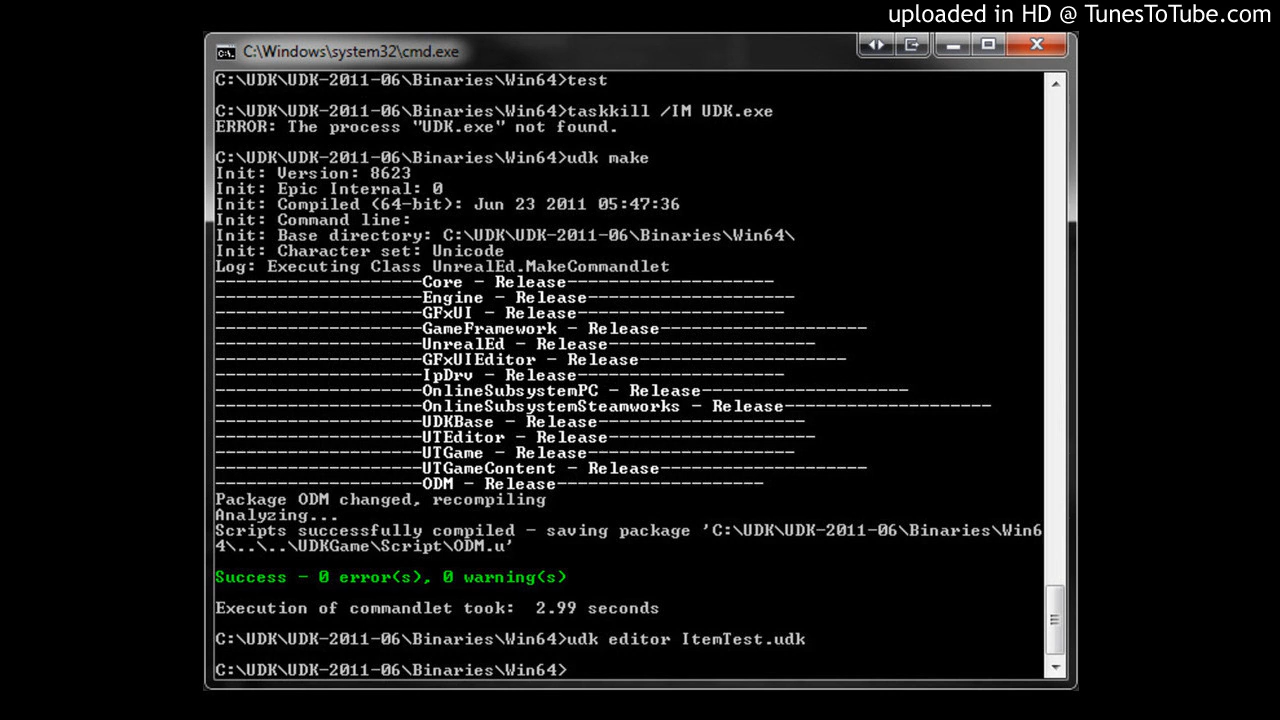 uploaded in HD @ TunesToTube.com
C:\Windows\system32\cmd.exe
C:\UDK\UDK-2011-06\Binaries\Win64>test
C:\UDK\UDK-2011-06\Binaries\Win64>taskkill /IM UDK.exe
ERROR: The process "UDK.exe" not found.
C:\UDK\UDK-2011-06\Binaries\Win64>udk make
Init: Version: 8623
Init: Epic Internal: 0
Init: Compiled (64-bit): Jun 23 2011 05:47:36
Init: Command line:
Init: Base directory: C:\UDK\UDK-2011-06\Binaries\Win64\
Init: Character set: Unicode
Log: Executing Class UnrealEd.MakeCommandlet
--------------------Core - Release--------------------
--------------------Engine - Release--------------------
--------------------GFxUI - Release--------------------
--------------------GameFramework - Release--------------------
--------------------UnrealEd - Release--------------------
--------------------GFxUIEditor - Release--------------------
--------------------IpDrv - Release--------------------
--------------------OnlineSubsystemPC - Release--------------------
--------------------OnlineSubsystemSteamworks - Release--------------------
--------------------UDKBase - Release--------------------
--------------------UTEditor - Release--------------------
--------------------UTGame - Release--------------------
--------------------UTGameContent - Release--------------------
--------------------ODM - Release--------------------
Package ODM changed, recompiling
Analyzing...
Scripts successfully compiled - saving package 'C:\UDK\UDK-2011-06\Binaries\Win6
4\..\..\UDKGame\Script\ODM.u'
Success - 0 error(s), 0 warning(s)
Execution of commandlet took:  2.99 seconds
C:\UDK\UDK-2011-06\Binaries\Win64>udk editor ItemTest.udk
C:\UDK\UDK-2011-06\Binaries\Win64>